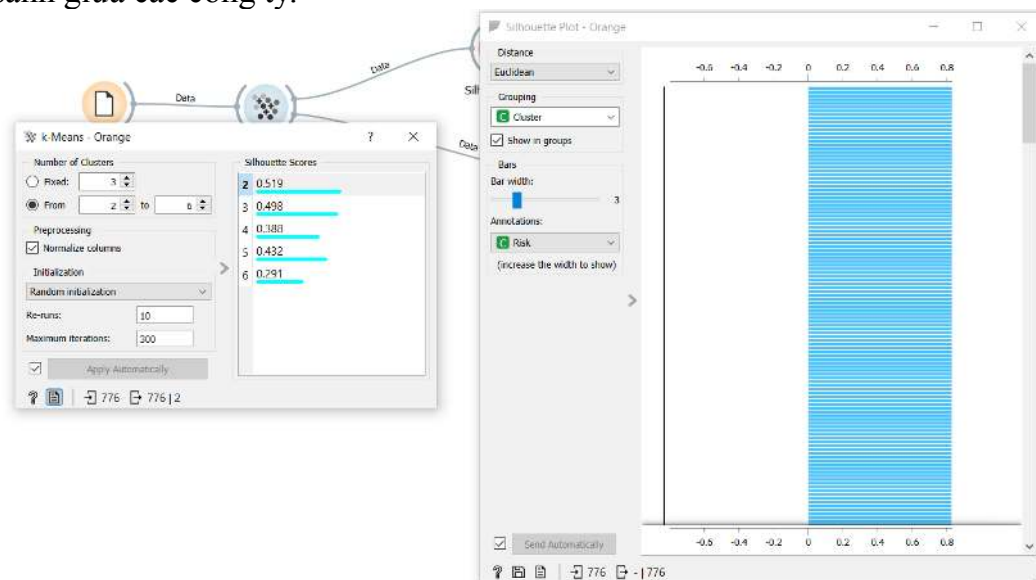 sánh giữa các công ty.
Data
Data
Data
Sil
k-Means - Orange
? ×
Number of Clusters
Fixed: 3
From 2 to 6
Preprocessing
Normalize columns
Initialization
Random initialization
Re-runs: 10
Maximum iterations: 300
Apply Automatically
? 776 776 | 2
Silhouette Scores
2 0.519
3 0.498
4 0.388
5 0.432
6 0.291
Silhouette Plot - Orange
Distance
Euclidean
Grouping
C Cluster
Show in groups
Bars
Bar width:
3
Annotations:
C Risk
(increase the width to show)
Send Automatically
? 776 - | 776
-0.6 -0.4 -0.2 0 0.2 0.4 0.6 0.8
-0.6 -0.4 -0.2 0 0.2 0.4 0.6 0.8